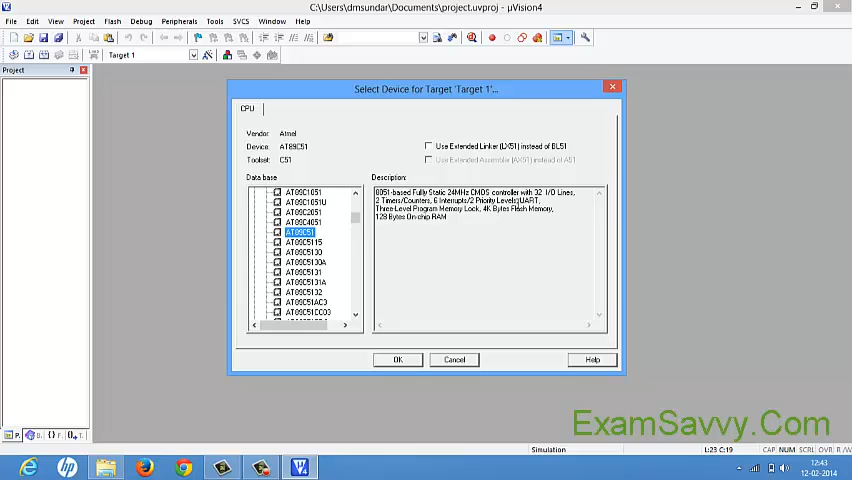 C:\Users\dmsundar\Documents\project.uvproj - µVision4
File Edit View Project Flash Debug Peripherals Tools SVCS Window Help
Target 1
Project
Select Device for Target 'Target 1'...
CPU
Vendor: Atmel
Device: AT89C51
Toolset: C51
Use Extended Linker (LX51) instead of BL51
Use Extended Assembler (AX51) instead of A51
Data base
Description:
AT89C1051
AT89C1051U
AT89C2051
AT89C4051
AT89C51
AT89C5115
AT89C5130
AT89C5130A
AT89C5131
AT89C5131A
AT89C5132
AT89C51AC3
AT89C51CC03
8051-based Fully Static 24MHz CMOS controller with 32 I/O Lines,
2 Timers/Counters, 6 Interrupts/2 Priority Levels UART,
Three-Level Program Memory Lock, 4K Bytes Flash Memory,
128 Bytes On-chip RAM
OK
Cancel
Help
ExamSavvy.Com
Simulation
L:23 C:19
CAP NUM SCRL OVR R/W
12:43
12-02-2014